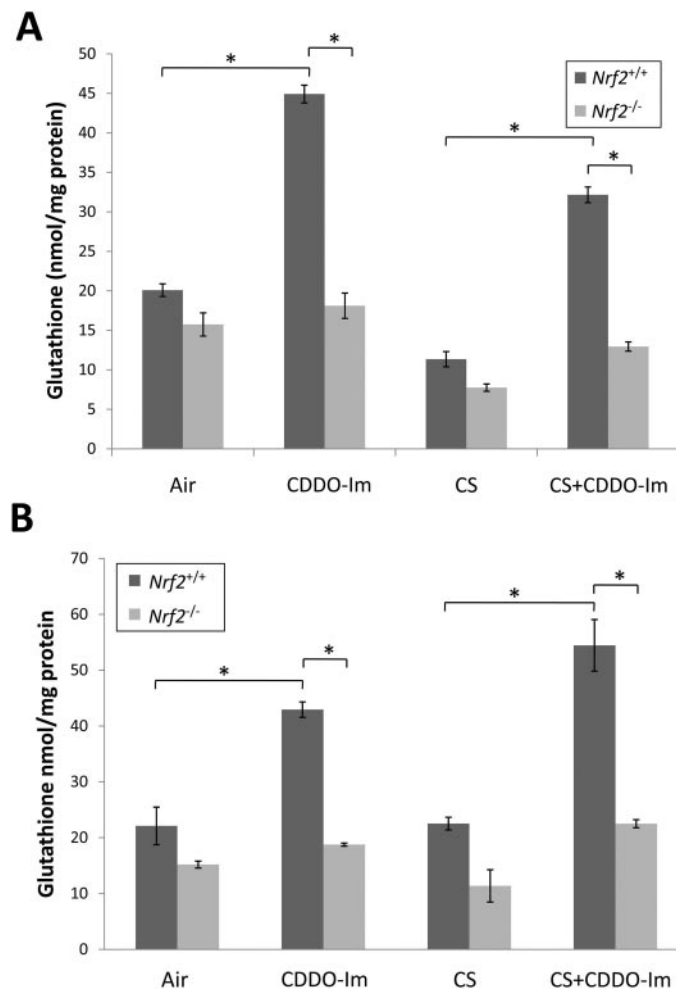 A
Glutathione (nmol/mg protein)
50
45
40
35
30
25
20
15
10
5
0
*
*
*
*
Nrf2+/+
Nrf2-/-
Air
CDDO-Im
CS
CS+CDDO-Im
B
Glutathione nmol/mg protein
70
60
50
40
30
20
10
0
Nrf2+/+
Nrf2-/-
*
*
*
*
Air
CDDO-Im
CS
CS+CDDO-Im